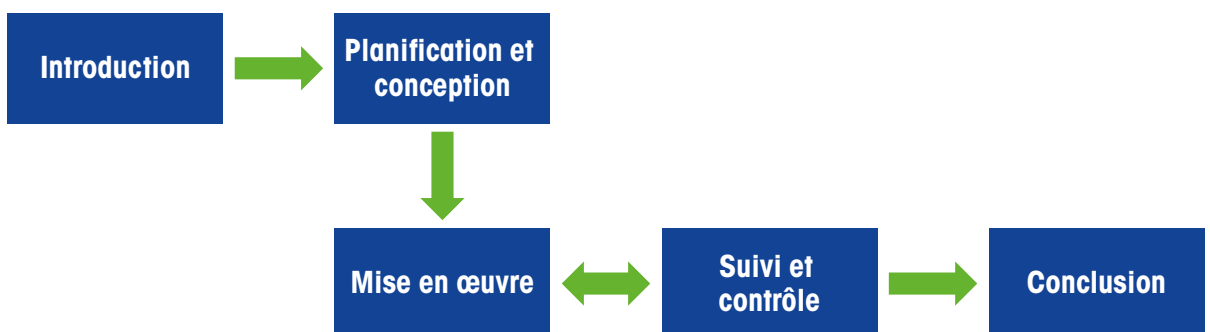 Introduction
Planification et
conception
Mise en œuvre
Suivi et
contrôle
Conclusion